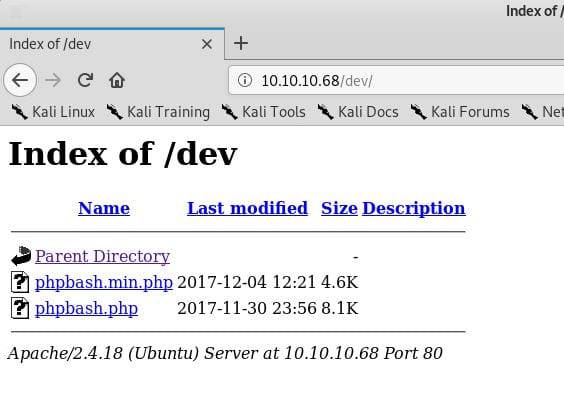 Index of /
Index of /dev
10.10.10.68/dev/
Kali Linux Kali Training Kali Tools Kali Docs Kali Forums Net
Index of /dev
Name Last modified Size Description
Parent Directory -
phpbash.min.php 2017-12-04 12:21 4.6K
phpbash.php 2017-11-30 23:56 8.1K
Apache/2.4.18 (Ubuntu) Server at 10.10.10.68 Port 80